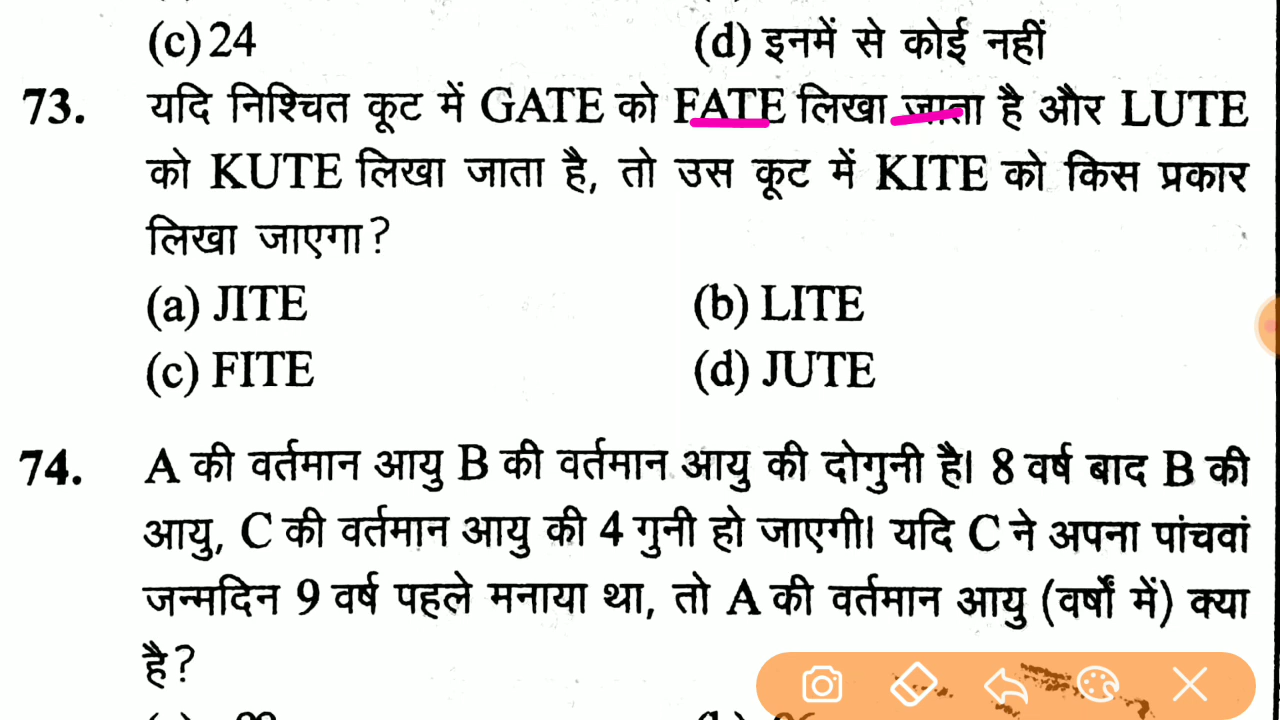 (c) 24 (d) इनमें से कोई नहीं
73. यदि निश्चित कूट में GATE को FATE लिखा जाता है और LUTE
को KUTE लिखा जाता है, तो उस कूट में KITE को किस प्रकार
लिखा जाएगा?
(a) JITE (b) LITE
(c) FITE (d) JUTE
74. A की वर्तमान आयु B की वर्तमान आयु की दोगुनी है। 8 वर्ष बाद B की
आयु, C की वर्तमान आयु की 4 गुनी हो जाएगी। यदि C ने अपना पांचवां
जन्मदिन 9 वर्ष पहले मनाया था, तो A की वर्तमान आयु (वर्षों में) क्या
है?